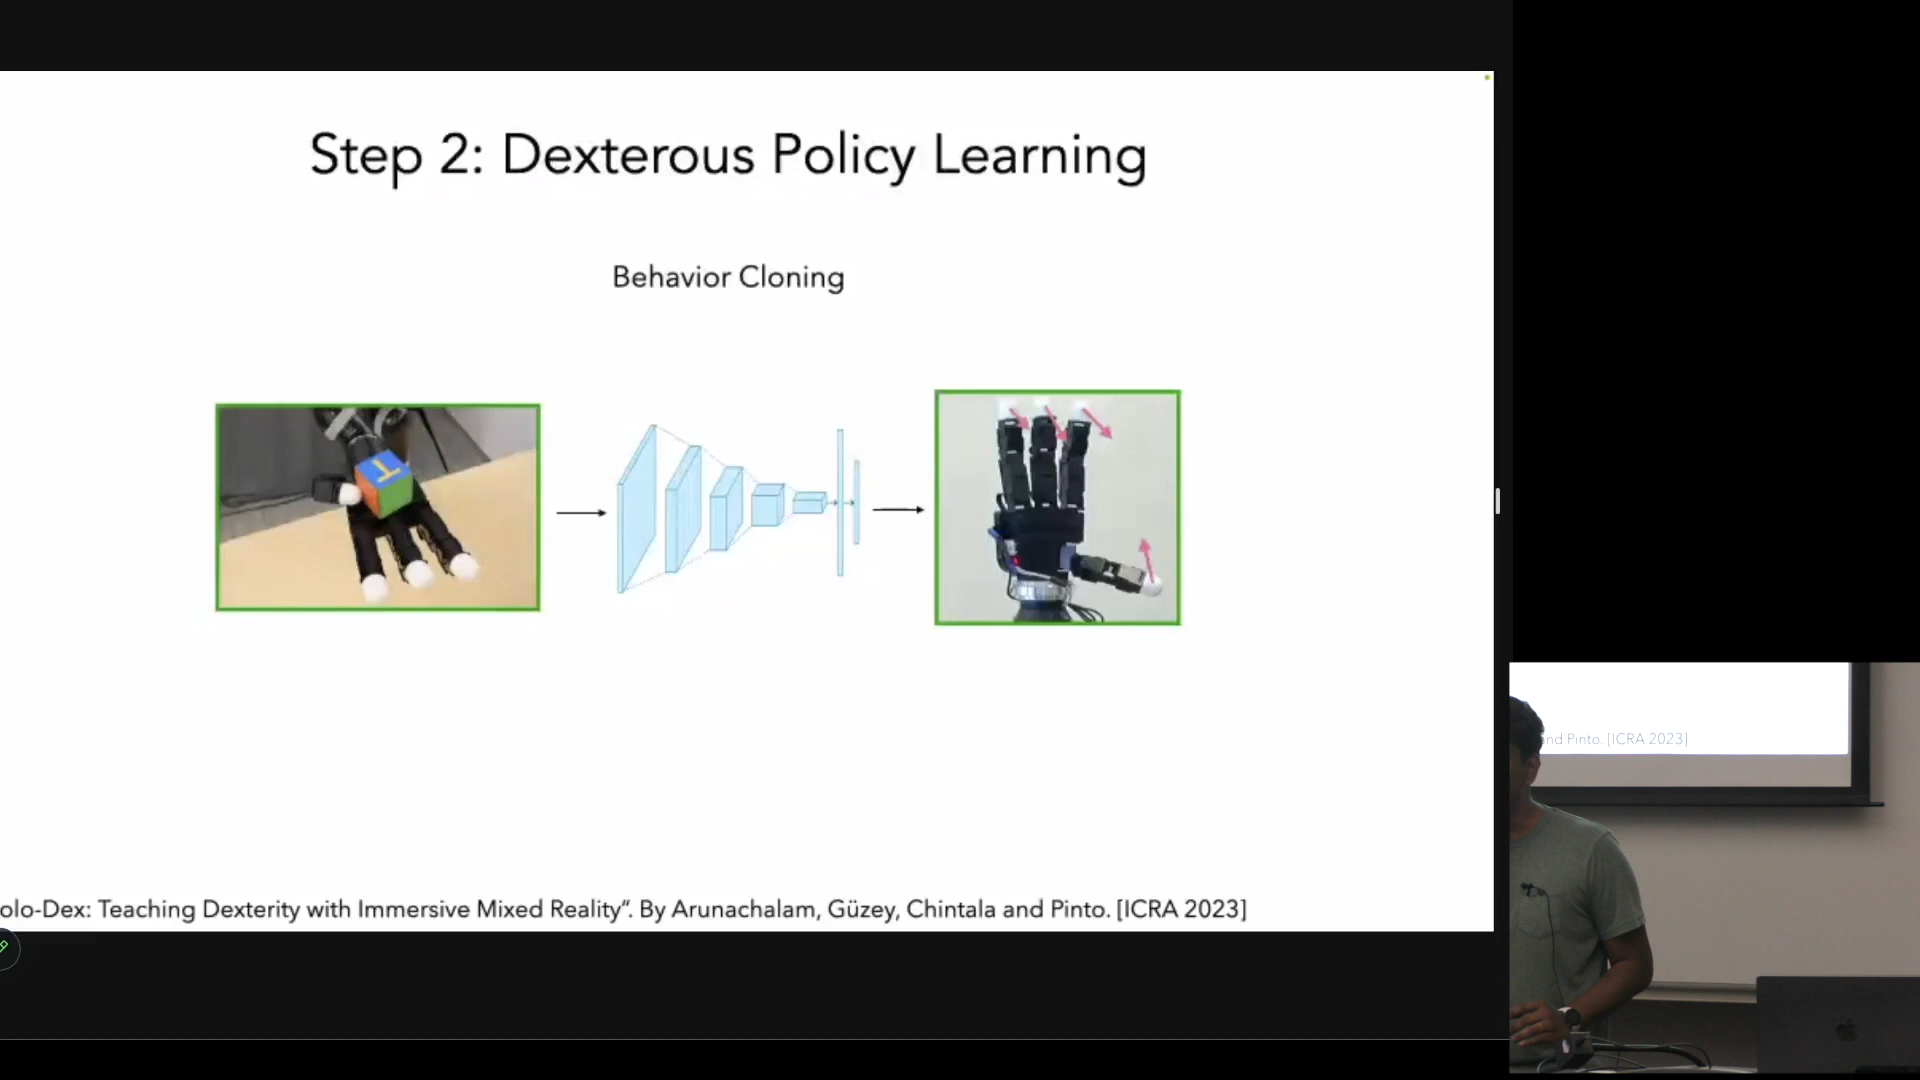 Step 2: Dexterous Policy Learning
Behavior Cloning
olo-Dex: Teaching Dexterity with Immersive Mixed Reality“. By Arunachalam, Güzey, Chintala and Pinto. [ICRA 2023]
and Pinto. [ICRA 2023]